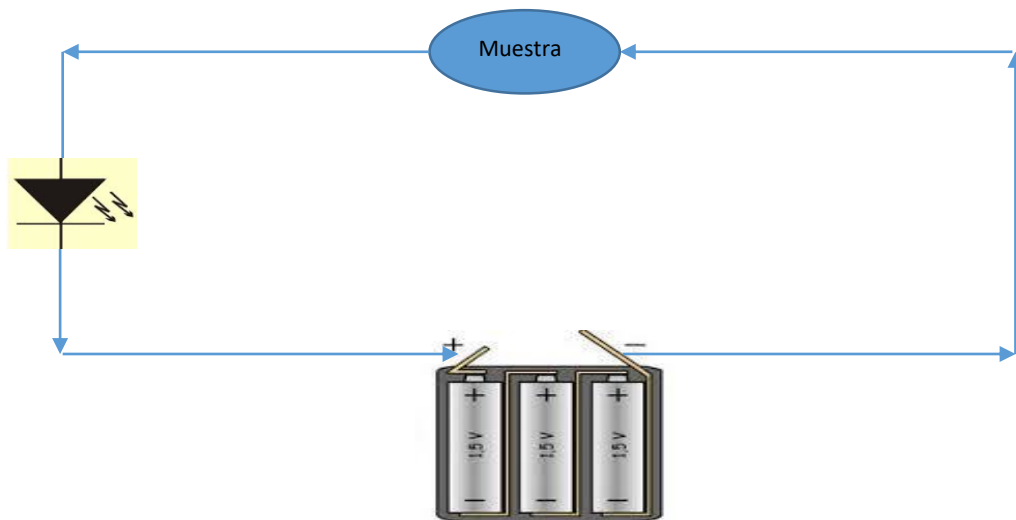 Muestra
+ −
+ + +
1,5 V 1,5 V 1,5 V
− − −